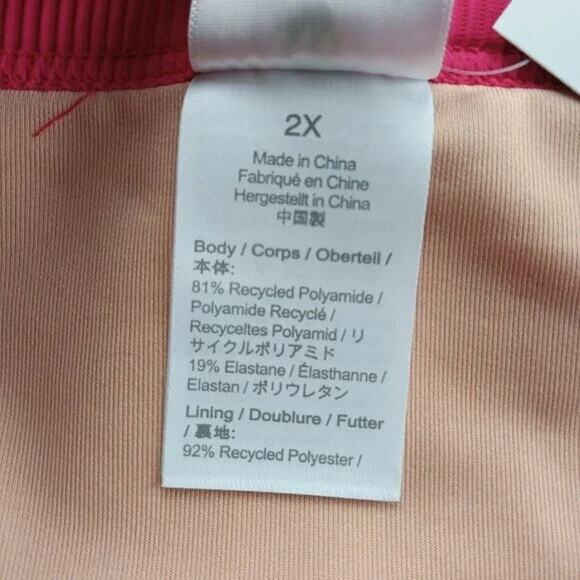 2X
Made in China
Fabriqué en Chine
Hergestellt in China
中国製
Body / Corps / Oberteil /
本体:
81% Recycled Polyamide /
Polyamide Recyclé /
Recyceltes Polyamid / リ
サイクルポリアミド
19% Elastane / Élasthanne /
Elastan / ポリウレタン
Lining / Doublure / Futter
/ 裏地:
92% Recycled Polyester /